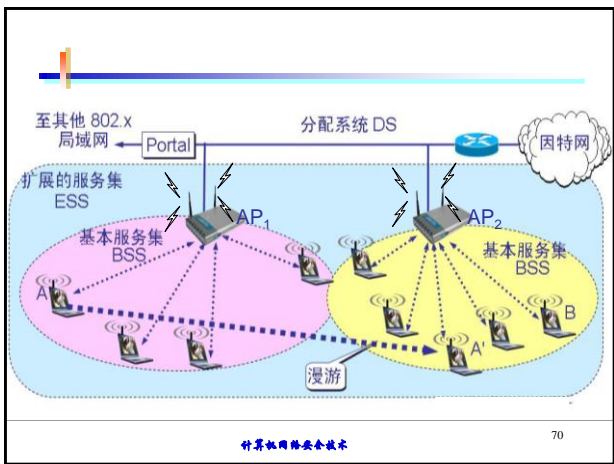 至其他 802.x
局域网
Portal
分配系统 DS
因特网
扩展的服务集
ESS
AP1
AP2
基本服务集
BSS
基本服务集
BSS
A
B
A'
漫游
计算机网络安全技术
70